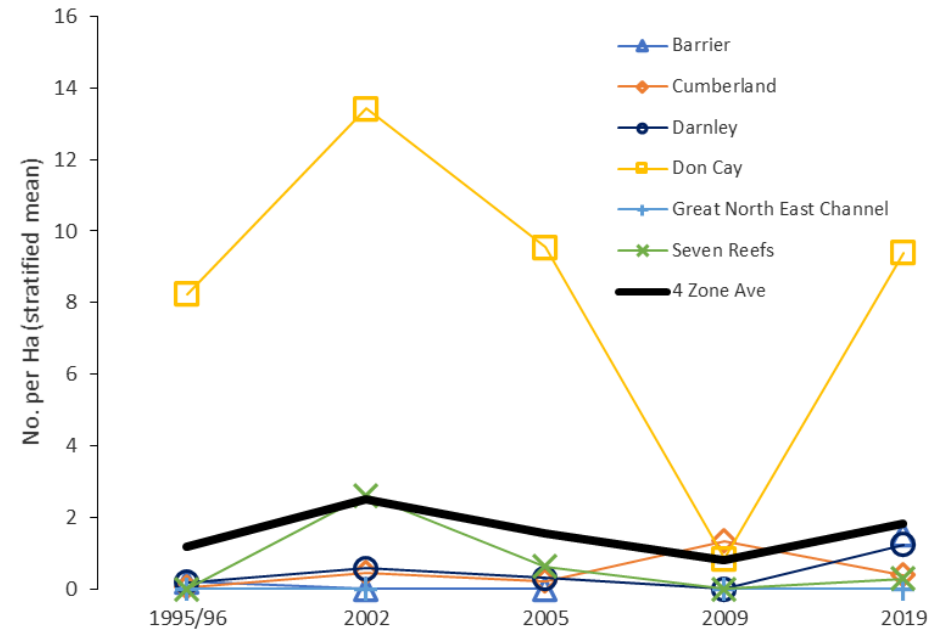 No. per Ha (stratified mean)
16
14
12
10
8
6
4
2
0
1995/96 2002 2005 2009 2019
Barrier
Cumberland
Darnley
Don Cay
Great North East Channel
Seven Reefs
4 Zone Ave